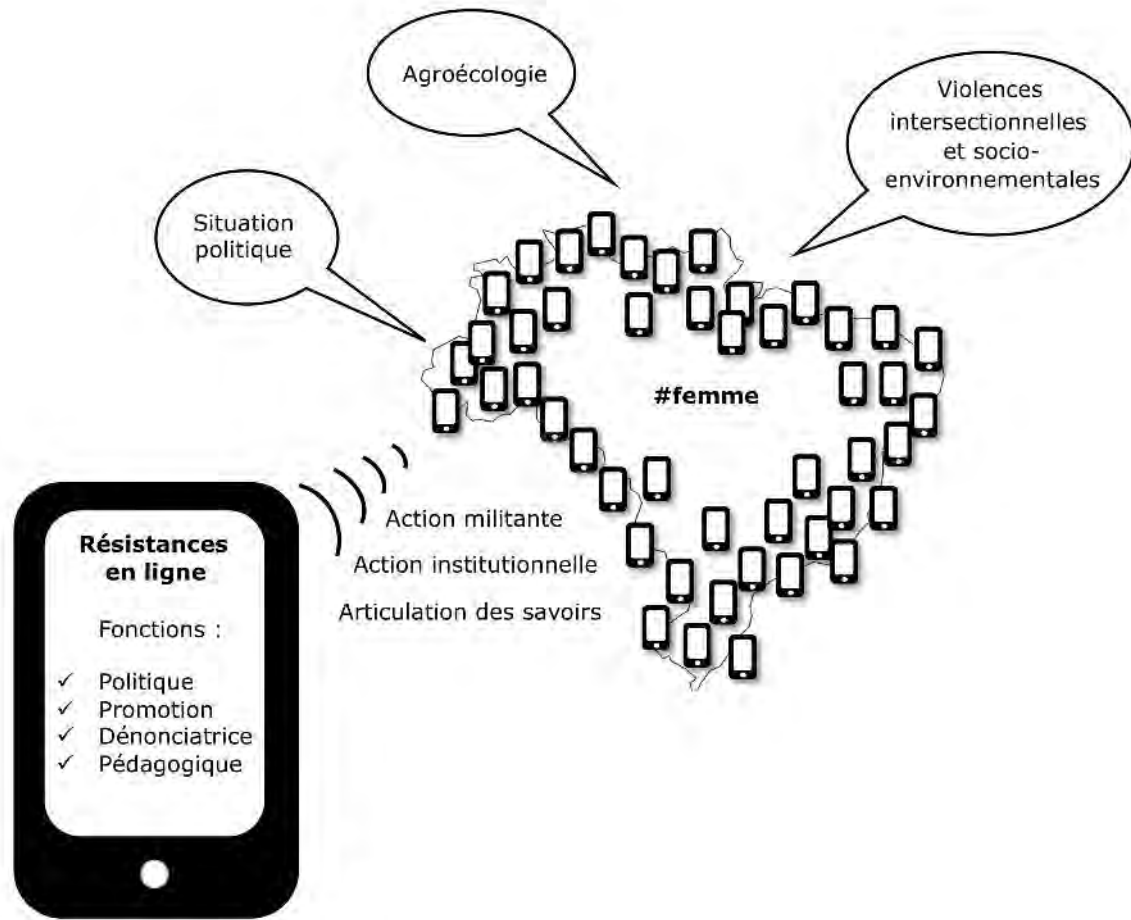 Agroécologie
Violences
intersectionnelles
et socio-
environnementales
Situation
politique
#femme
Action militante
Action institutionnelle
Articulation des savoirs
Résistances
en ligne
Fonctions :
✓ Politique
✓ Promotion
✓ Dénonciatrice
✓ Pédagogique